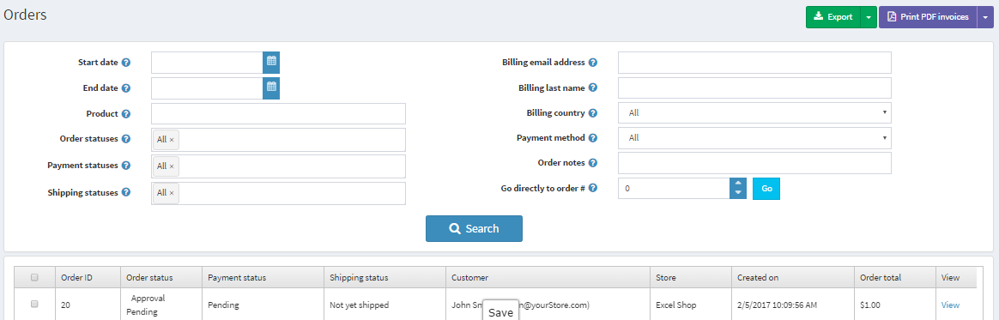 Orders
Export
Print PDF invoices
Start date
End date
Product
Order statuses All ×
Payment statuses All ×
Shipping statuses All ×
Billing email address
Billing last name
Billing country All
Payment method All
Order notes
Go directly to order # 0 Go
Search
Order ID Order status Payment status Shipping status Customer Store Created on Order total View
20 Approval Pending Not yet shipped John @yourStore.com) Excel Shop 2/5/2017 10:09:56 AM $1.00 View
Pending
Save